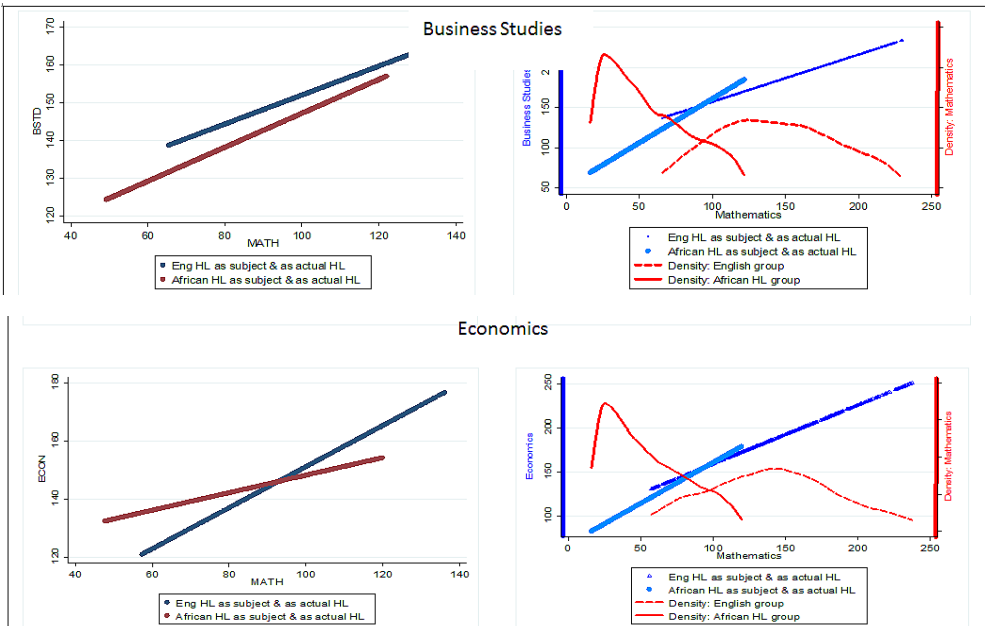 Business Studies
BSTD
120 130 140 150 160 170
40 60 80 100 120 140
MATH
Eng HL as subject & as actual HL
African HL as subject & as actual HL
Business Studies
50 100 150 2
0 50 100 150 200 250
Mathematics
Density: Mathematics
Eng HL as subject & as actual HL
African HL as subject & as actual HL
Density: English group
Density: African HL group
Economics
ECON
120 140 160 180
40 60 80 100 120 140
MATH
Eng HL as subject & as actual HL
African HL as subject & as actual HL
Economics
100 150 200 250
0 50 100 150 200 250
Mathematics
Density: Mathematics
Eng HL as subject & as actual HL
African HL as subject & as actual HL
Density: English group
Density: African HL group